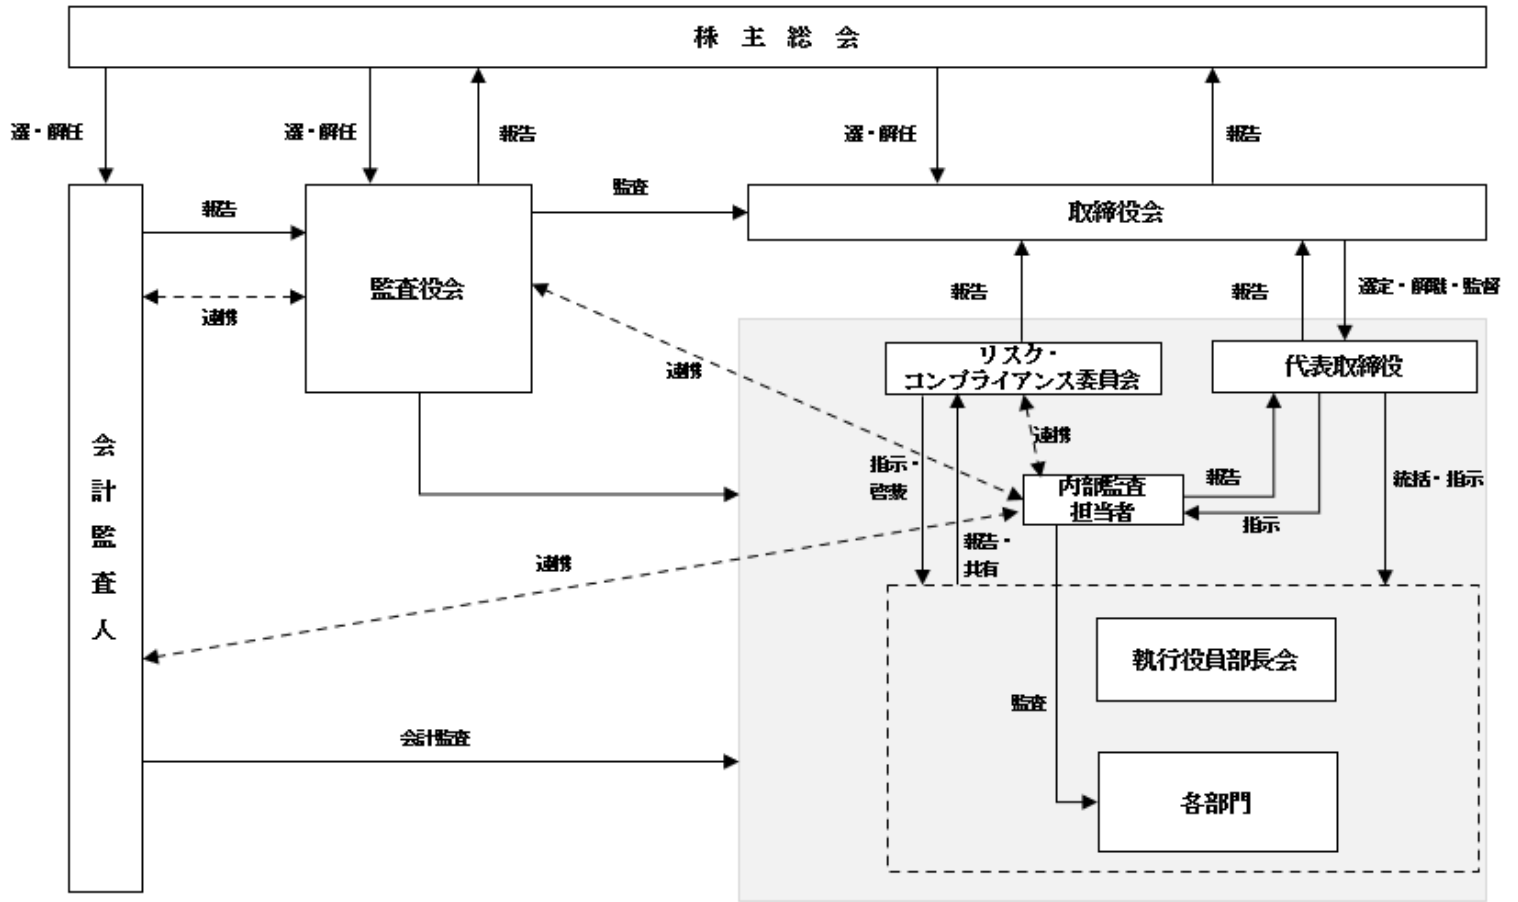 株主総会
選・解任
選・解任
報告
選・解任
報告
報告
監査
取締役会
監査役会
連携
報告
報告
選定・解職・監督
リスク・
コンプライアンス委員会
代表取締役
連携
連携
指示・
啓蒙
内部監査
担当者
報告
指示
統括・指示
会計監査人
報告・
共有
連携
執行役員部長会
監査
会計監査
各部門